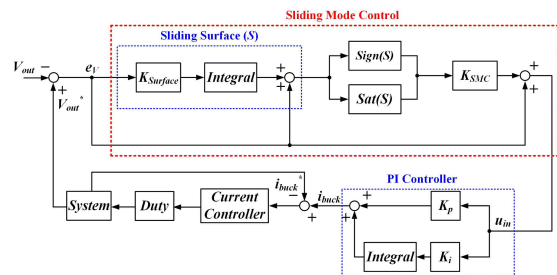 Sliding Mode Control
Sliding Surface (S)
V_out
−
+
V_out*
e_V
K_Surface
Integral
+
+
Sign(S)
Sat(S)
K_SMC
+
+
System
Duty
Current
Controller
i_buck*
−
+
i_buck
PI Controller
+
+
K_p
u_in
Integral
K_i